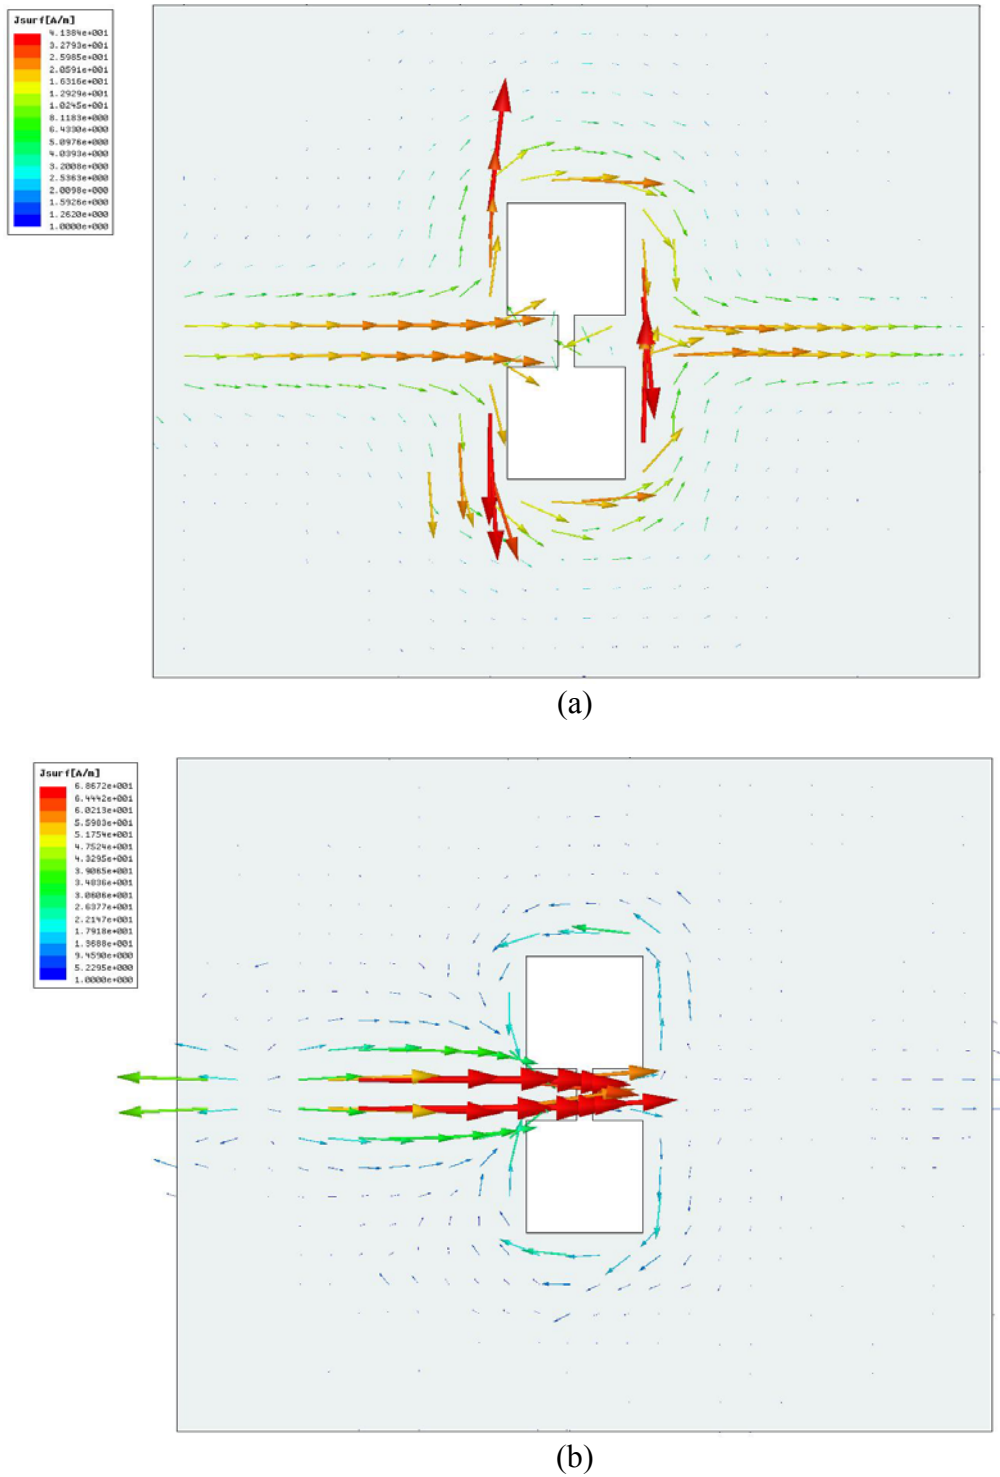 Jsurf[A/m]
4.1384e+001
3.2793e+001
2.5985e+001
2.0591e+001
1.6316e+001
1.2929e+001
1.0245e+001
8.1183e+000
6.4330e+000
5.0976e+000
4.0393e+000
3.2008e+000
2.5363e+000
2.0098e+000
1.5926e+000
1.2620e+000
1.0000e+000
(a)
Jsurf[A/m]
6.8672e+001
6.4442e+001
6.0213e+001
5.5983e+001
5.1754e+001
4.7524e+001
4.3295e+001
3.9065e+001
3.4836e+001
3.0606e+001
2.6377e+001
2.2147e+001
1.7918e+001
1.3688e+001
9.4590e+000
5.2295e+000
1.0000e+000
(b)